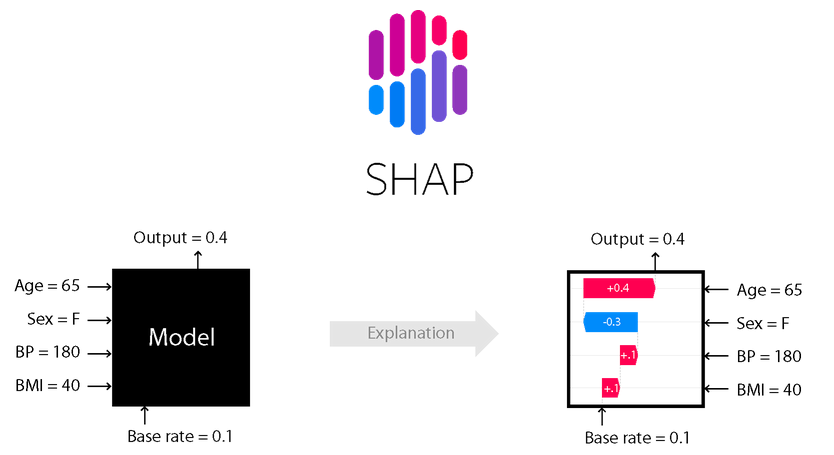 SHAP
Output = 0.4
Age = 65
Sex = F
BP = 180
BMI = 40
Model
Base rate = 0.1
Explanation
Output = 0.4
+0.4
-0.3
+.1
+.1
Age = 65
Sex = F
BP = 180
BMI = 40
Base rate = 0.1